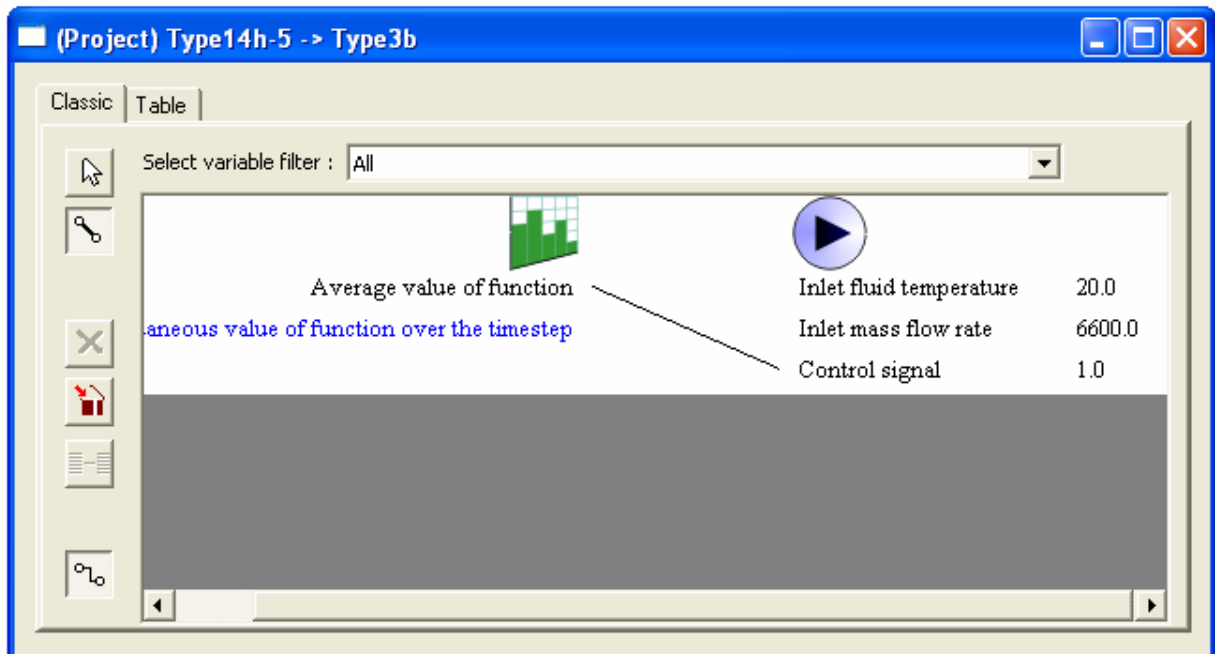 (Project) Type14h-5 -> Type3b
Classic Table
Select variable filter : All
Average value of function Inlet fluid temperature 20.0
aneous value of function over the timestep Inlet mass flow rate 6600.0
Control signal 1.0